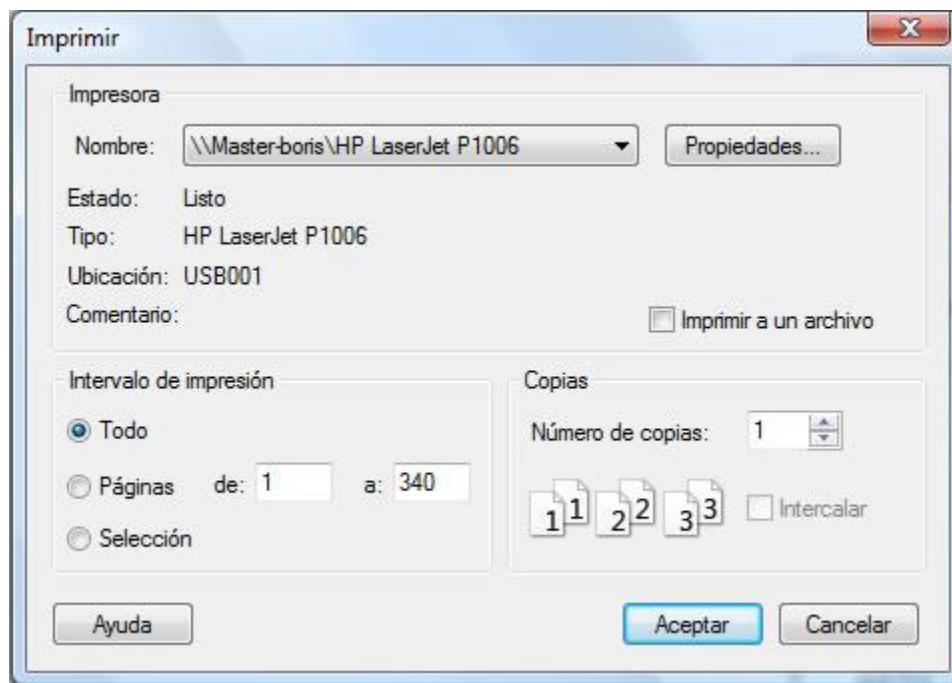 Imprimir
Impresora
Nombre: \\Master-boris\HP LaserJet P1006 Propiedades...
Estado: Listo
Tipo: HP LaserJet P1006
Ubicación: USB001
Comentario: Imprimir a un archivo
Intervalo de impresión
Todo
Páginas de: 1 a: 340
Selección
Copias
Número de copias: 1
1 1 2 2 3 3 Intercalar
Ayuda Aceptar Cancelar